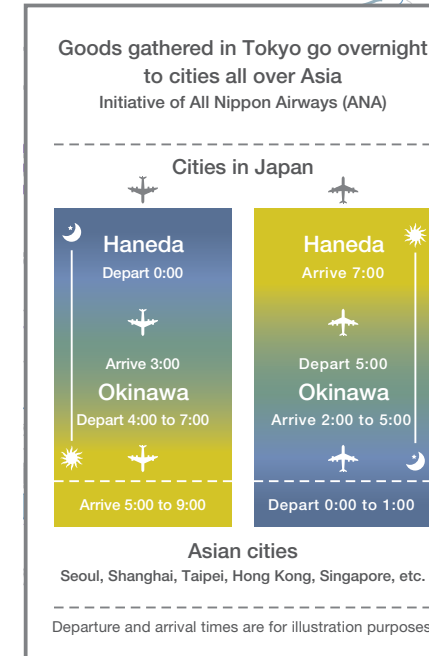 Goods gathered in Tokyo go overnight
to cities all over Asia
Initiative of All Nippon Airways (ANA)
Cities in Japan
Haneda
Depart 0:00
Arrive 3:00
Okinawa
Depart 4:00 to 7:00
Arrive 5:00 to 9:00
Haneda
Arrive 7:00
Depart 5:00
Okinawa
Arrive 2:00 to 5:00
Depart 0:00 to 1:00
Asian cities
Seoul, Shanghai, Taipei, Hong Kong, Singapore, etc.
Departure and arrival times are for illustration purposes